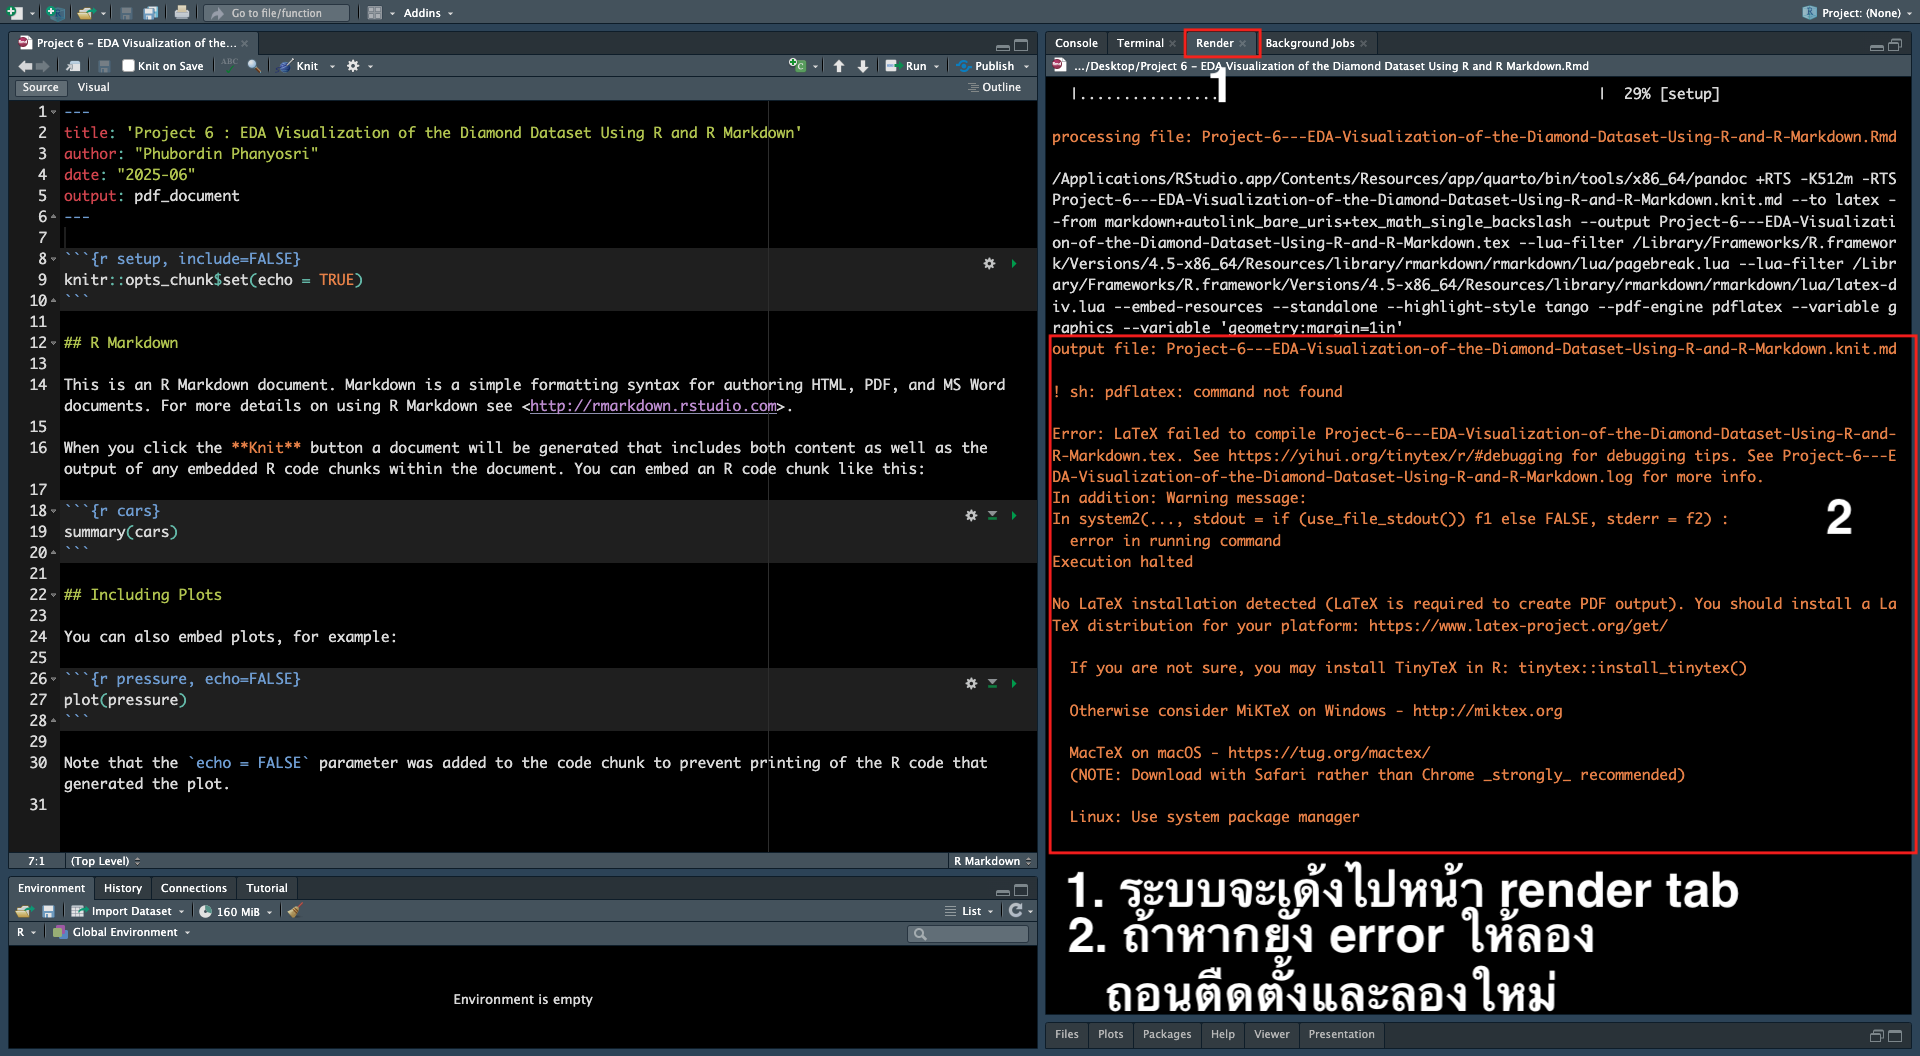 Go to file/function
Addins
Project: (None)
Project 6 – EDA Visualization of the...
Knit on Save
ABC
Knit
Run
Publish
Source
Visual
Outline
1 ---
2 title: 'Project 6 : EDA Visualization of the Diamond Dataset Using R and R Markdown'
3 author: "Phubordin Phanyosri"
4 date: "2025-06"
5 output: pdf_document
6 ---
7
8 ```{r setup, include=FALSE}
9 knitr::opts_chunk$set(echo = TRUE)
10 ```
11
12 ## R Markdown
13
14 This is an R Markdown document. Markdown is a simple formatting syntax for authoring HTML, PDF, and MS Word
documents. For more details on using R Markdown see <http://rmarkdown.rstudio.com>.
15
16 When you click the **Knit** button a document will be generated that includes both content as well as the
output of any embedded R code chunks within the document. You can embed an R code chunk like this:
17
18 ```{r cars}
19 summary(cars)
20 ```
21
22 ## Including Plots
23
24 You can also embed plots, for example:
25
26 ```{r pressure, echo=FALSE}
27 plot(pressure)
28 ```
29
30 Note that the `echo = FALSE` parameter was added to the code chunk to prevent printing of the R code that
generated the plot.
31
7:1 (Top Level) R Markdown
Environment History Connections Tutorial
Import Dataset 160 MiB List
R Global Environment
Environment is empty
Console Terminal Render Background Jobs
.../Desktop/Project 6 – EDA Visualization of the Diamond Dataset Using R and R Markdown.Rmd
1
|................ | 29% [setup]
processing file: Project-6---EDA-Visualization-of-the-Diamond-Dataset-Using-R-and-R-Markdown.Rmd
/Applications/RStudio.app/Contents/Resources/app/quarto/bin/tools/x86_64/pandoc +RTS -K512m -RTS
Project-6---EDA-Visualization-of-the-Diamond-Dataset-Using-R-and-R-Markdown.knit.md --to latex -
-from markdown+autolink_bare_uris+tex_math_single_backslash --output Project-6---EDA-Visualizati
on-of-the-Diamond-Dataset-Using-R-and-R-Markdown.tex --lua-filter /Library/Frameworks/R.framewor
k/Versions/4.5-x86_64/Resources/library/rmarkdown/rmarkdown/lua/pagebreak.lua --lua-filter /Libr
ary/Frameworks/R.framework/Versions/4.5-x86_64/Resources/library/rmarkdown/rmarkdown/lua/latex-d
iv.lua --embed-resources --standalone --highlight-style tango --pdf-engine pdflatex --variable g
raphics --variable 'geometry:margin=1in'
output file: Project-6---EDA-Visualization-of-the-Diamond-Dataset-Using-R-and-R-Markdown.knit.md
! sh: pdflatex: command not found
Error: LaTeX failed to compile Project-6---EDA-Visualization-of-the-Diamond-Dataset-Using-R-and-
R-Markdown.tex. See https://yihui.org/tinytex/r/#debugging for debugging tips. See Project-6---E
DA-Visualization-of-the-Diamond-Dataset-Using-R-and-R-Markdown.log for more info.
In addition: Warning message:
In system2(..., stdout = if (use_file_stdout()) f1 else FALSE, stderr = f2) :
error in running command
Execution halted
2
No LaTeX installation detected (LaTeX is required to create PDF output). You should install a La
TeX distribution for your platform: https://www.latex-project.org/get/
If you are not sure, you may install TinyTeX in R: tinytex::install_tinytex()
Otherwise consider MiKTeX on Windows - http://miktex.org
MacTeX on macOS - https://tug.org/mactex/
(NOTE: Download with Safari rather than Chrome _strongly_ recommended)
Linux: Use system package manager
1. ระบบจะเด้งไปหน้า render tab
2. ถ้าหากยัง error ให้ลอง
ถอนตืดตั้งและลองใหม่
Files Plots Packages Help Viewer Presentation